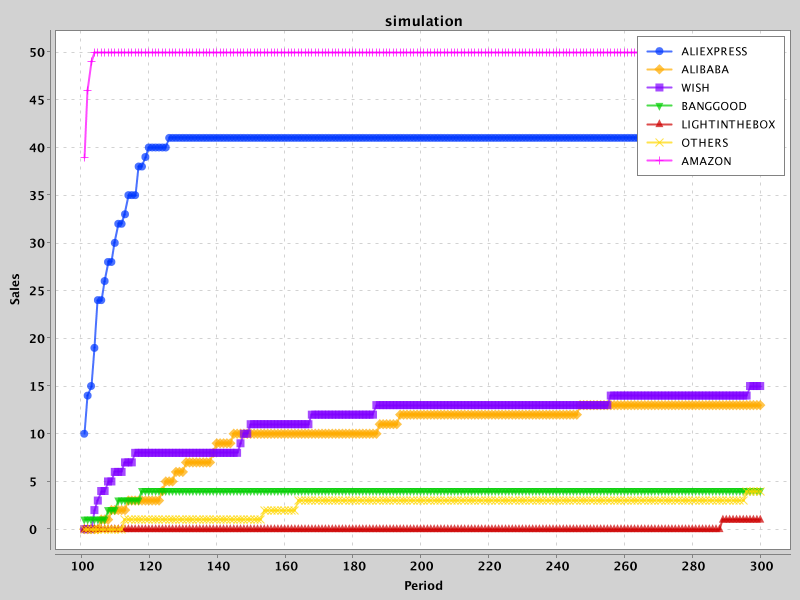 simulation
Sales
50
45
40
35
30
25
20
15
10
5
0
ALIEXPRESS
ALIBABA
WISH
BANGGOOD
LIGHTINTHEBOX
OTHERS
AMAZON
100 120 140 160 180 200 220 240 260 280 300
Period